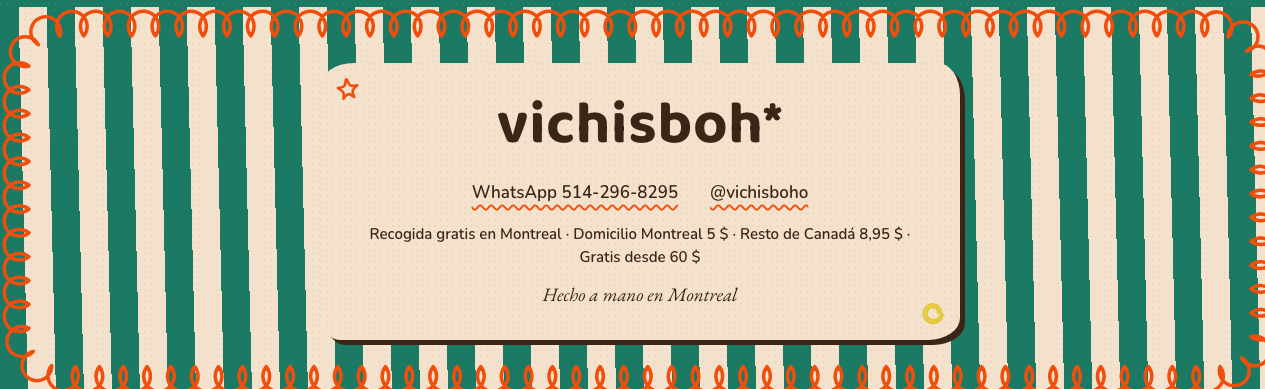 vichisboh*
WhatsApp 514-296-8295 @vichisboho
Recogida gratis en Montreal · Domicilio Montreal 5 $ · Resto de Canadá 8,95 $ ·
Gratis desde 60 $
Hecho a mano en Montreal